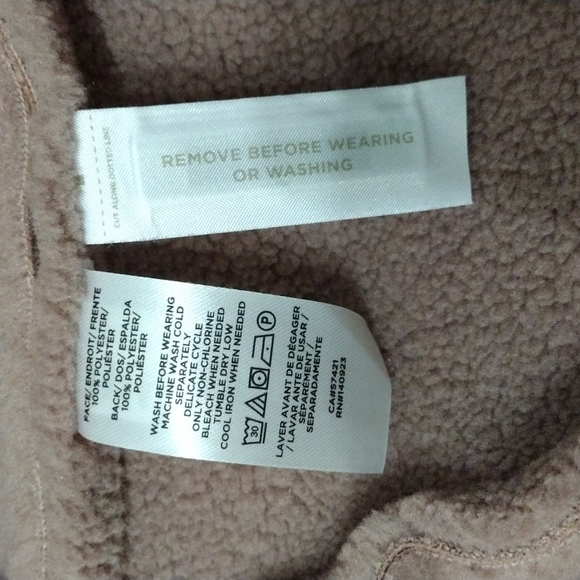 REMOVE BEFORE WEARING
OR WASHING
CUT ALONG DOTTED LINE
FACE/ ENDROIT/ FRENTE
100% POLYESTER/
POLIÉSTER
BACK/ DOS/ ESPALDA
100% POLYESTER/
POLIÉSTER
WASH BEFORE WEARING
MACHINE WASH COLD
SEPARATELY
DELICATE CYCLE
ONLY NON-CHLORINE
BLEACH WHEN NEEDED
TUMBLE DRY LOW
COOL IRON WHEN NEEDED
30 P
LAVER AVANT DE DÉGAGER
/ LAVAR ANTE DE USAR /
SÉPARÉMENT /
SEPARADAMENTE
CA#57421
RN#140923